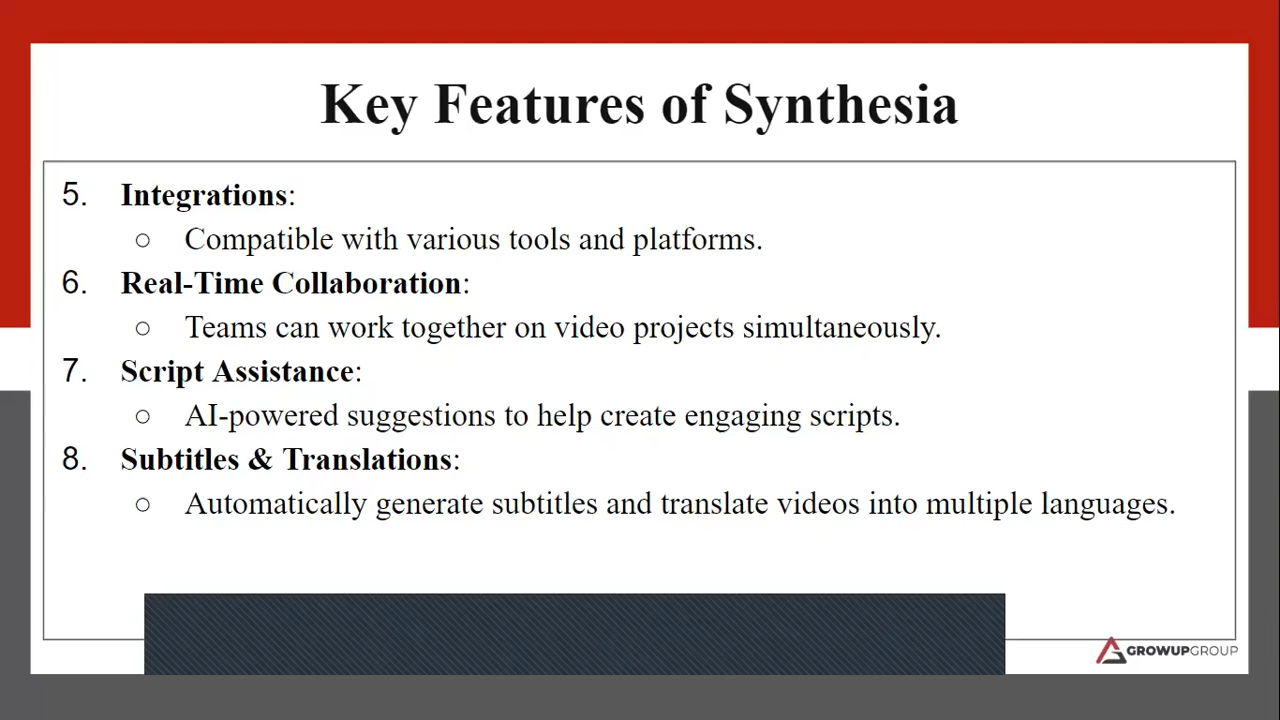 Key Features of Synthesia
5. Integrations:
○ Compatible with various tools and platforms.
6. Real-Time Collaboration:
○ Teams can work together on video projects simultaneously.
7. Script Assistance:
○ AI-powered suggestions to help create engaging scripts.
8. Subtitles & Translations:
○ Automatically generate subtitles and translate videos into multiple languages.
GROWUPGROUP